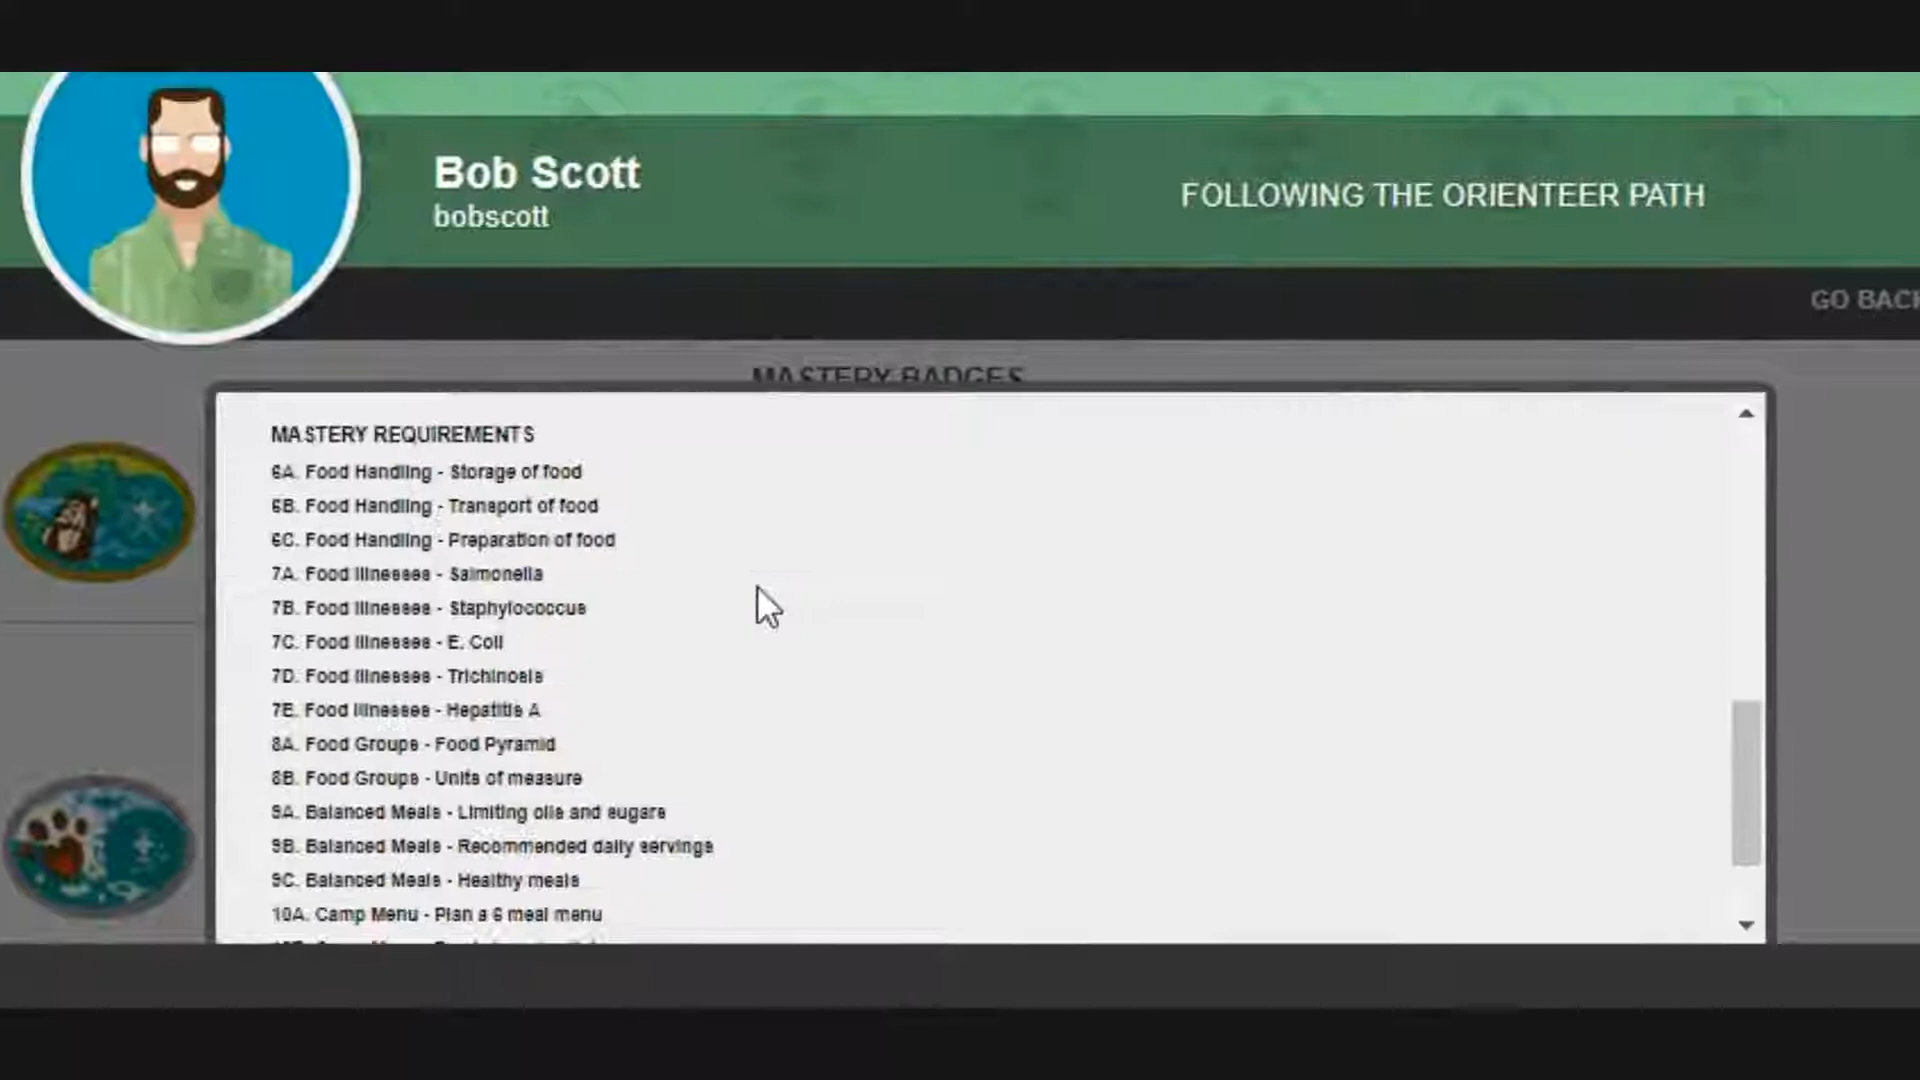 Bob Scott
bobscott
FOLLOWING THE ORIENTEER PATH
GO BACK
MASTERY BADGES
MASTERY REQUIREMENTS
6A. Food Handling - Storage of food
6B. Food Handling - Transport of food
6C. Food Handling - Preparation of food
7A. Food Illnesses - Salmonella
7B. Food Illnesses - Staphylococcus
7C. Food Illnesses - E. Coli
7D. Food Illnesses - Trichinosis
7E. Food Illnesses - Hepatitis A
8A. Food Groups - Food Pyramid
8B. Food Groups - Units of measure
9A. Balanced Meals - Limiting oils and sugars
9B. Balanced Meals - Recommended daily servings
9C. Balanced Meals - Healthy meals
10A. Camp Menu - Plan a 6 meal menu